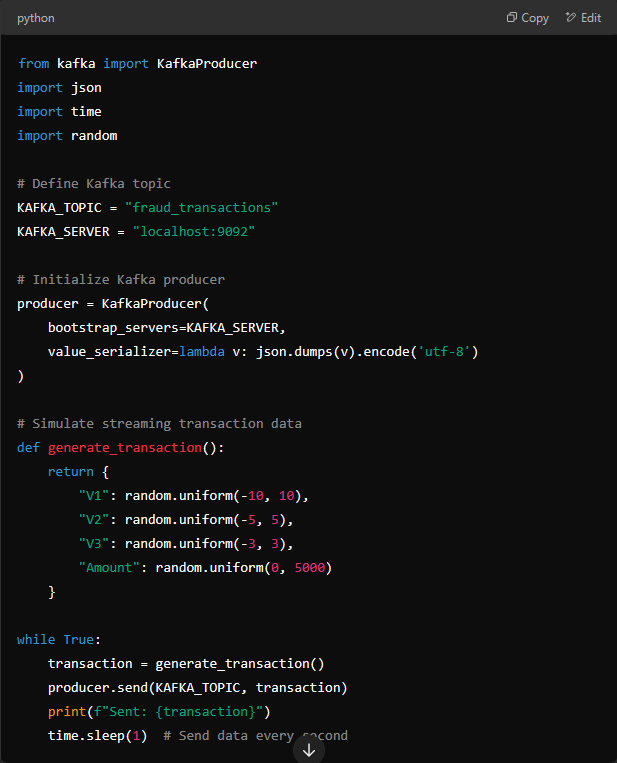 python
Copy
Edit
from kafka import KafkaProducer
import json
import time
import random
# Define Kafka topic
KAFKA_TOPIC = "fraud_transactions"
KAFKA_SERVER = "localhost:9092"
# Initialize Kafka producer
producer = KafkaProducer(
    bootstrap_servers=KAFKA_SERVER,
    value_serializer=lambda v: json.dumps(v).encode('utf-8')
)
# Simulate streaming transaction data
def generate_transaction():
    return {
        "V1": random.uniform(-10, 10),
        "V2": random.uniform(-5, 5),
        "V3": random.uniform(-3, 3),
        "Amount": random.uniform(0, 5000)
    }
while True:
    transaction = generate_transaction()
    producer.send(KAFKA_TOPIC, transaction)
    print(f"Sent: {transaction}")
    time.sleep(1)  # Send data every second